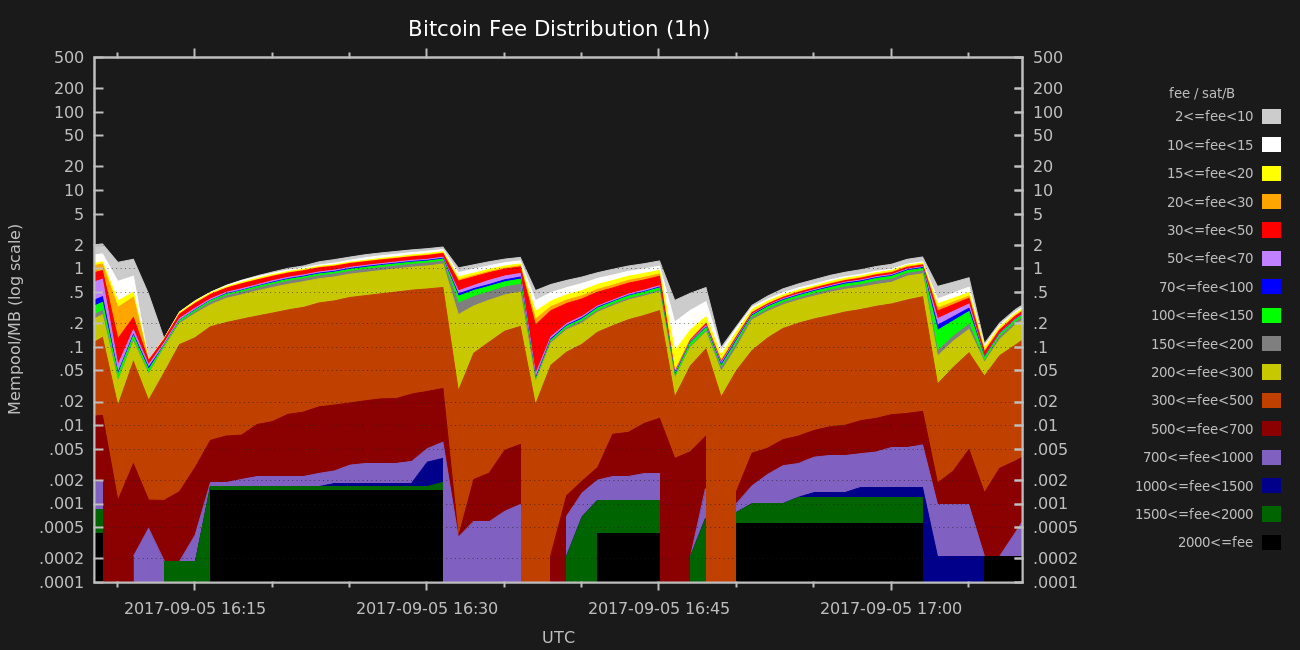 Bitcoin Fee Distribution (1h)
Mempool/MB (log scale)
500
200
100
50
20
10
5
2
1
.5
.2
.1
.05
.02
.01
.005
.002
.001
.0005
.0002
.0001
500
200
100
50
20
10
5
2
1
.5
.2
.1
.05
.02
.01
.005
.002
.001
.0005
.0002
.0001
fee / sat/B
2<=fee<10
10<=fee<15
15<=fee<20
20<=fee<30
30<=fee<50
50<=fee<70
70<=fee<100
100<=fee<150
150<=fee<200
200<=fee<300
300<=fee<500
500<=fee<700
700<=fee<1000
1000<=fee<1500
1500<=fee<2000
2000<=fee
2017-09-05 16:15
2017-09-05 16:30
2017-09-05 16:45
2017-09-05 17:00
UTC